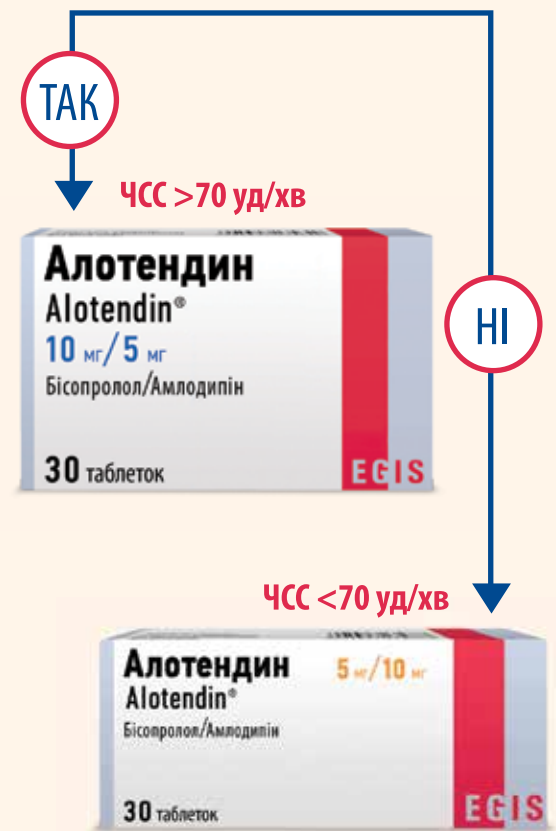 ТАК
ЧСС >70 уд/хв
Алотендин
Alotendin®
10 мг/5 мг
Бісопролол/Амлодипін
30 таблеток
EGIS
НІ
ЧСС <70 уд/хв
Алотендин 5 мг/10 мг
Alotendin®
Бісопролол/Амлодипін
30 таблеток
EGIS